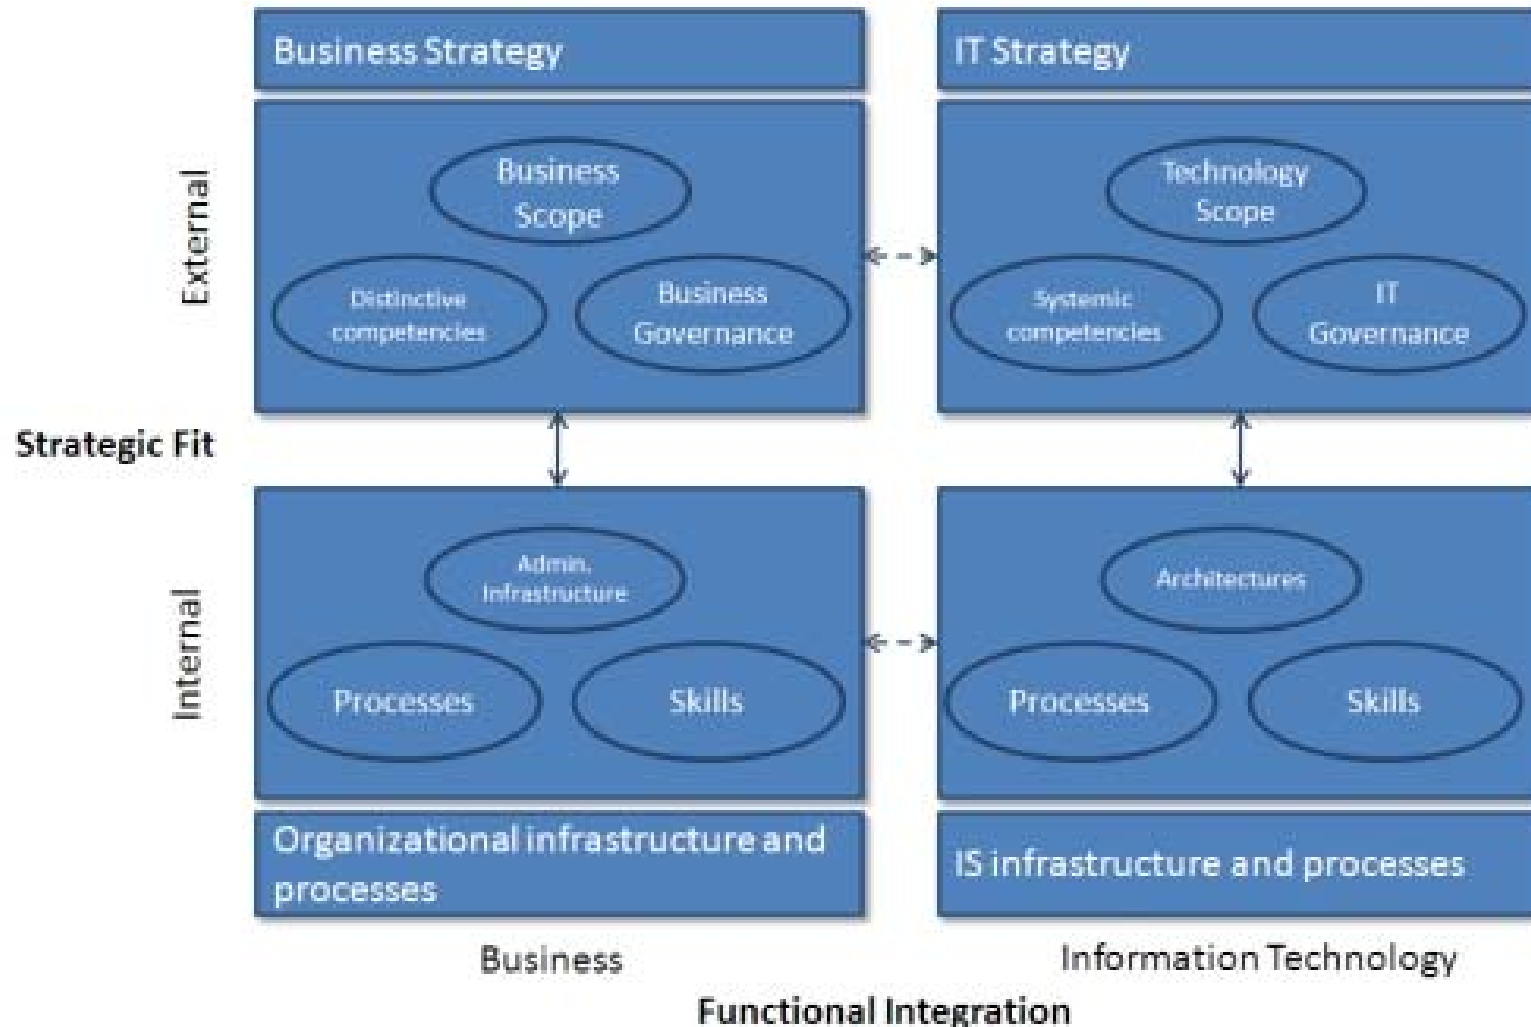 Business Strategy
IT Strategy
External
Business
Scope
Distinctive
competencies
Business
Governance
Technology
Scope
Systemic
competencies
IT
Governance
Strategic Fit
Internal
Admin.
Infrastructure
Processes
Skills
Architectures
Processes
Skills
Organizational infrastructure and
processes
IS infrastructure and processes
Business
Information Technology
Functional Integration